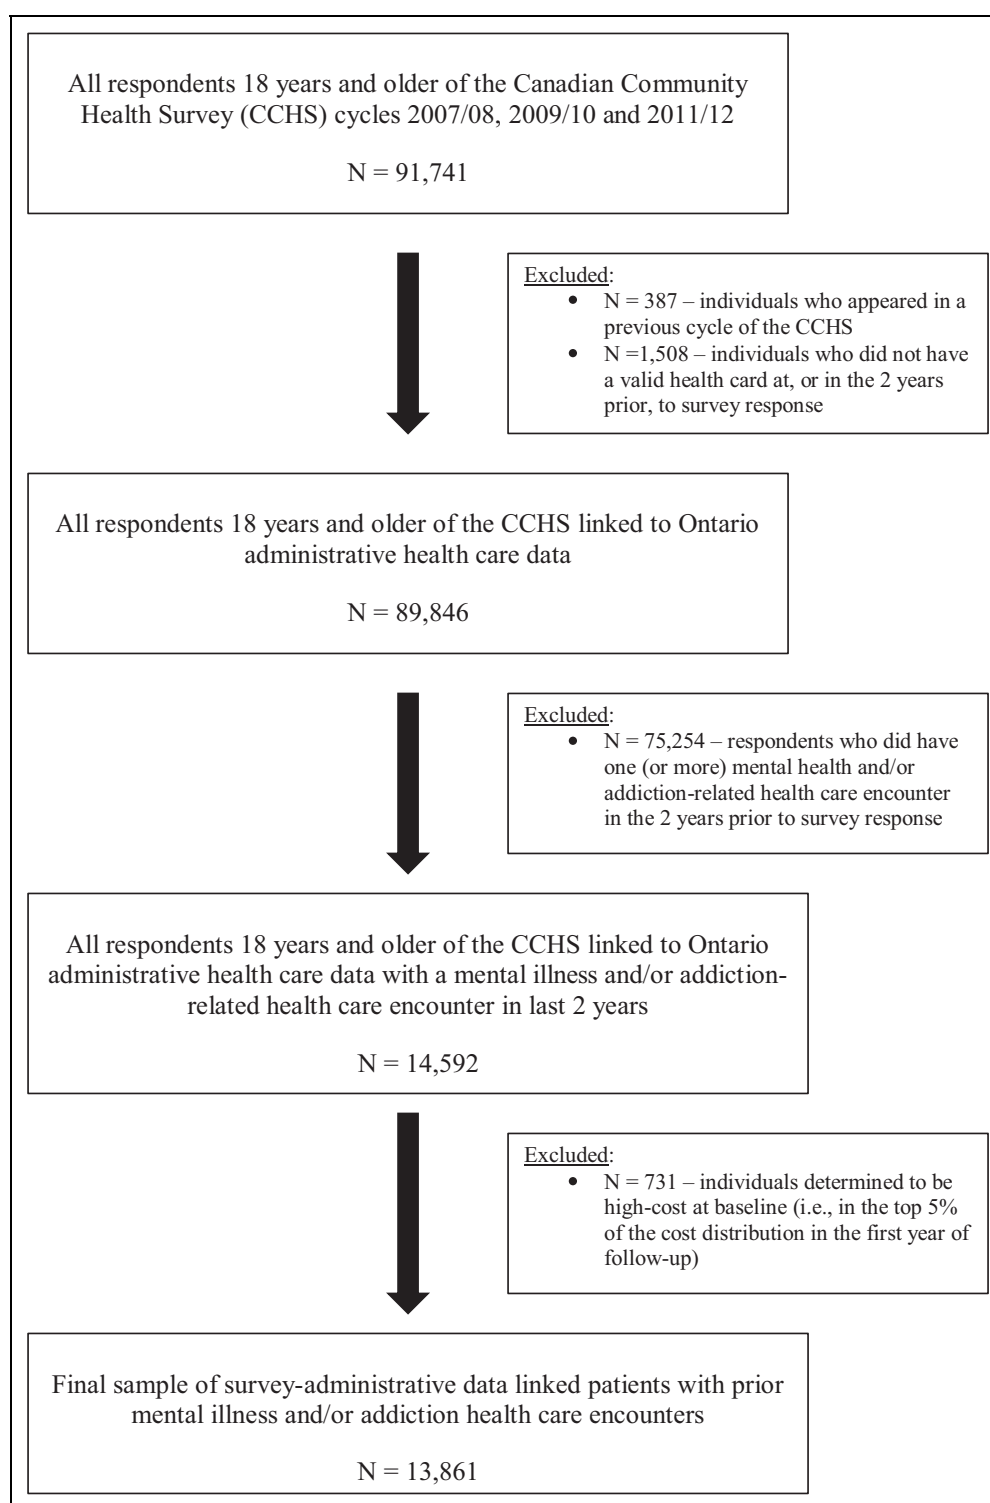 All respondents 18 years and older of the Canadian Community
Health Survey (CCHS) cycles 2007/08, 2009/10 and 2011/12
N = 91,741
Excluded:
• N = 387 – individuals who appeared in a
previous cycle of the CCHS
• N =1,508 – individuals who did not have
a valid health card at, or in the 2 years
prior, to survey response
All respondents 18 years and older of the CCHS linked to Ontario
administrative health care data
N = 89,846
Excluded:
• N = 75,254 – respondents who did have
one (or more) mental health and/or
addiction-related health care encounter
in the 2 years prior to survey response
All respondents 18 years and older of the CCHS linked to Ontario
administrative health care data with a mental illness and/or addiction-
related health care encounter in last 2 years
N = 14,592
Excluded:
• N = 731 – individuals determined to be
high-cost at baseline (i.e., in the top 5%
of the cost distribution in the first year of
follow-up)
Final sample of survey-administrative data linked patients with prior
mental illness and/or addiction health care encounters
N = 13,861